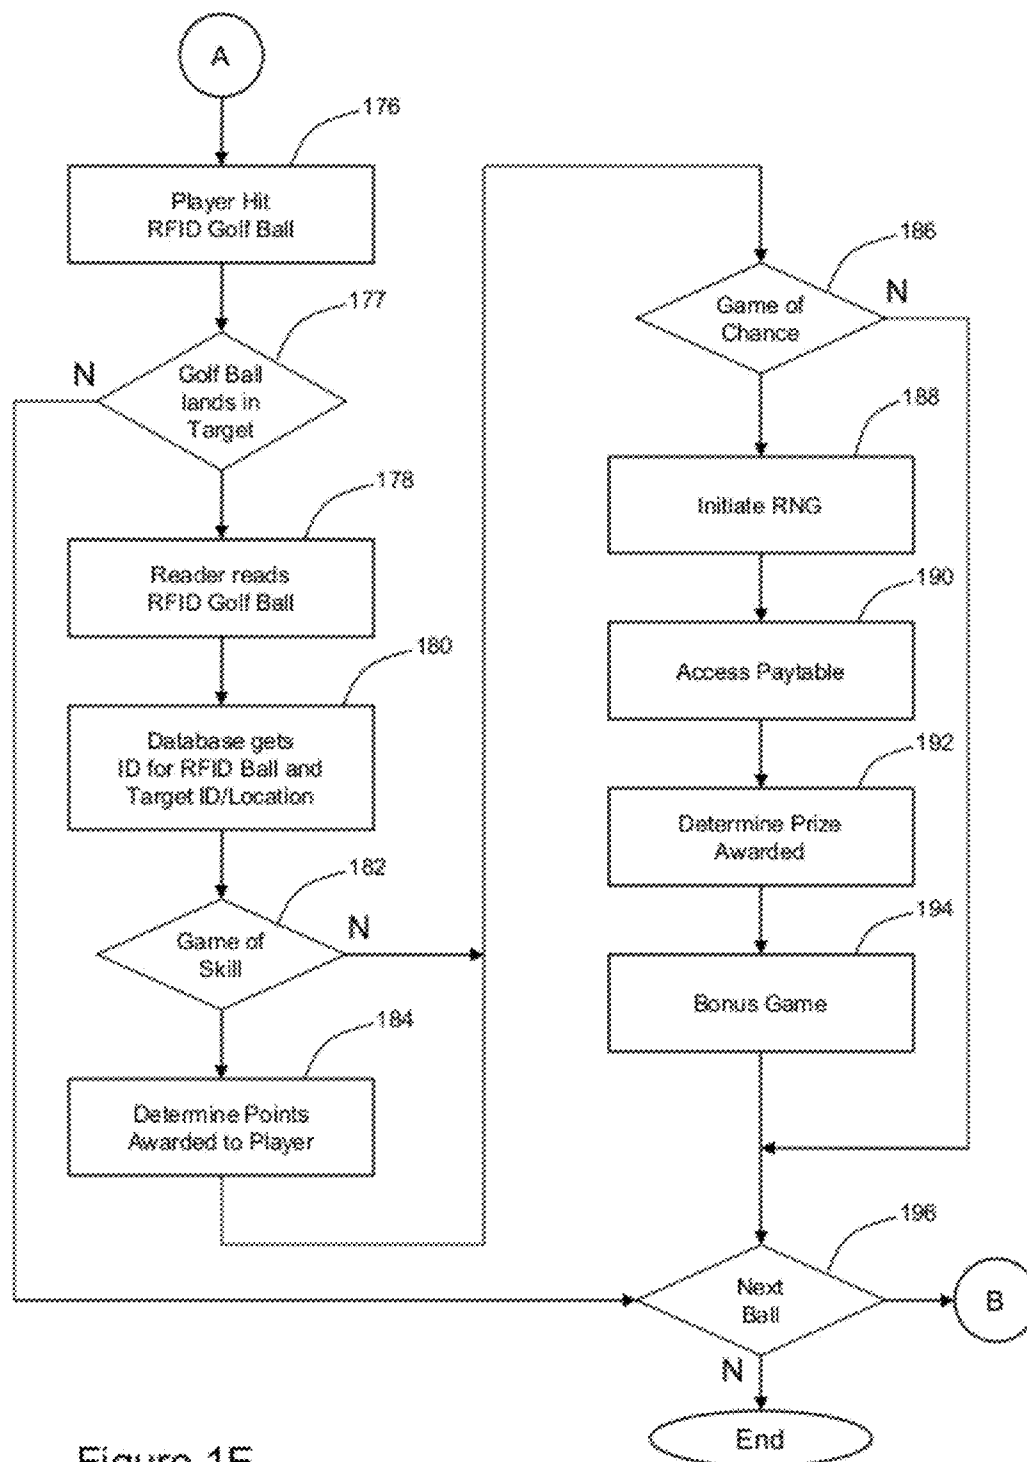 A
176
Player Hit
RFID Golf Ball
177
N
Golf Ball
lands in
Target
178
Reader reads
RFID Golf Ball
180
Database gets
ID for RFID Ball and
Target ID/Location
182
Game of
Skill
N
184
Determine Points
Awarded to Player
186
Game of
Chance
N
188
Initiate RNG
190
Access Paytable
192
Determine Prize
Awarded
194
Bonus Game
196
Next
Ball
B
N
End